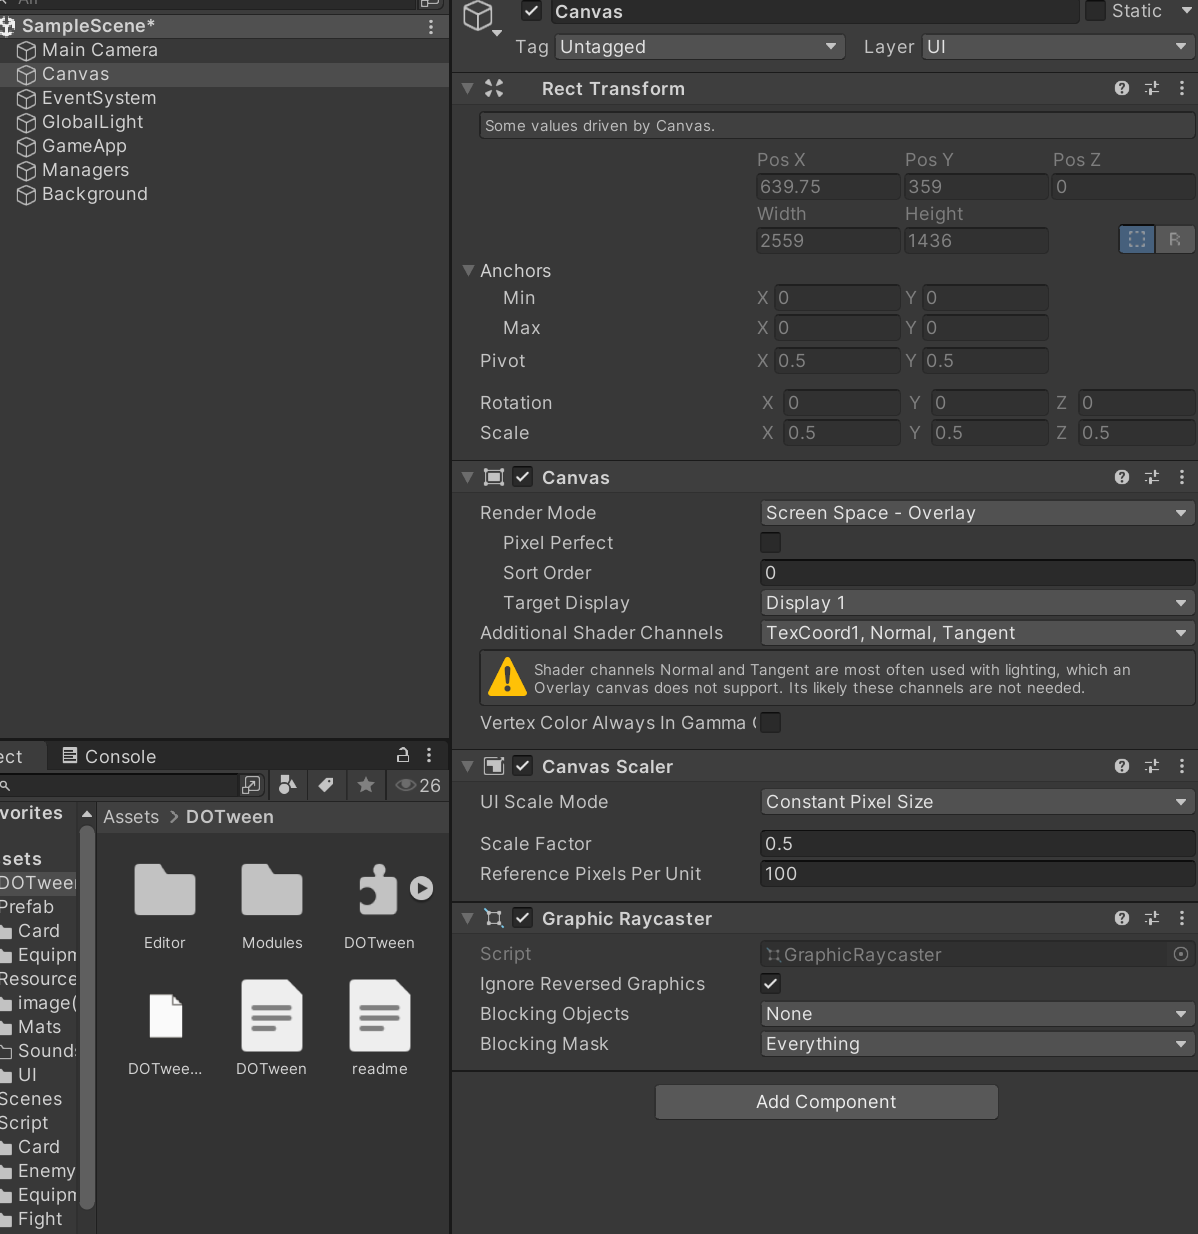 SampleScene*
Main Camera
Canvas
EventSystem
GlobalLight
GameApp
Managers
Background
Canvas
Static
Tag Untagged Layer UI
Rect Transform
Some values driven by Canvas.
Pos X Pos Y Pos Z
639.75 359 0
Width Height
2559 1436
R
Anchors
Min X 0 Y 0
Max X 0 Y 0
Pivot X 0.5 Y 0.5
Rotation X 0 Y 0 Z 0
Scale X 0.5 Y 0.5 Z 0.5
Canvas
Render Mode Screen Space - Overlay
Pixel Perfect
Sort Order 0
Target Display Display 1
Additional Shader Channels TexCoord1, Normal, Tangent
Shader channels Normal and Tangent are most often used with lighting, which an
Overlay canvas does not support. Its likely these channels are not needed.
Vertex Color Always In Gamma
Canvas Scaler
UI Scale Mode Constant Pixel Size
Scale Factor 0.5
Reference Pixels Per Unit 100
Graphic Raycaster
Script GraphicRaycaster
Ignore Reversed Graphics
Blocking Objects None
Blocking Mask Everything
Add Component
ect Console
26
vorites
sets
DOTween
Prefab
Card
Equipm
Resource
image(
Mats
Sounds
UI
Scenes
Script
Card
Enemy
Equipm
Fight
Assets > DOTween
Editor Modules DOTween
DOTwee... DOTween readme